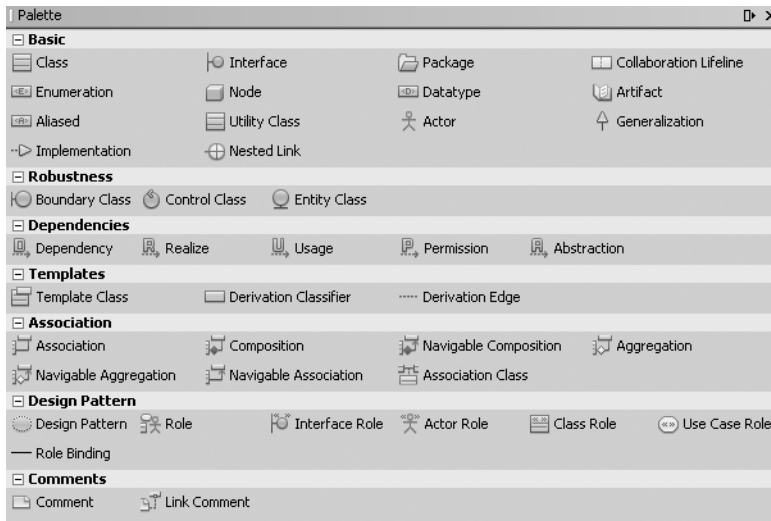 Palette
Basic
Class Interface Package Collaboration Lifeline
Enumeration Node Datatype Artifact
Aliased Utility Class Actor Generalization
Implementation Nested Link
Robustness
Boundary Class Control Class Entity Class
Dependencies
Dependency Realize Usage Permission Abstraction
Templates
Template Class Derivation Classifier Derivation Edge
Association
Association Composition Navigable Composition Aggregation
Navigable Aggregation Navigable Association Association Class
Design Pattern
Design Pattern Role Interface Role Actor Role Class Role Use Case Role
Role Binding
Comments
Comment Link Comment